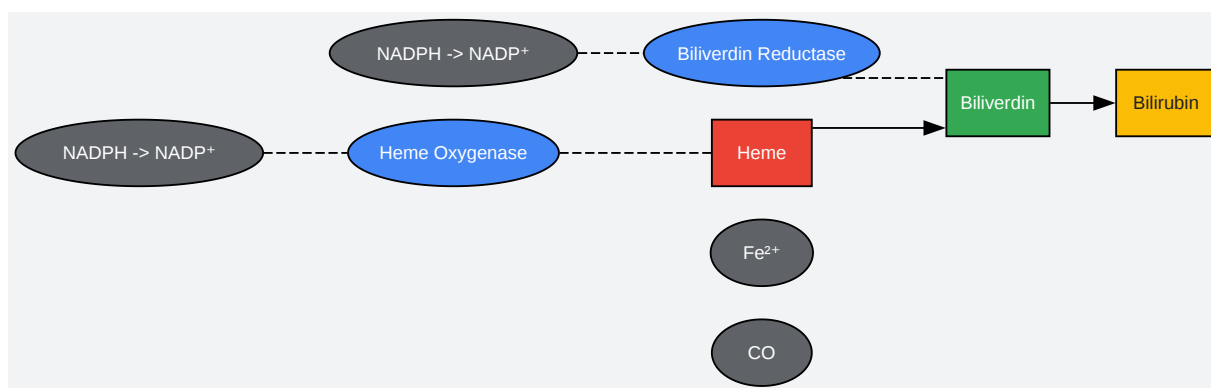 NADPH -> NADP⁺
Biliverdin Reductase
Biliverdin
Bilirubin
NADPH -> NADP⁺
Heme Oxygenase
Heme
Fe²⁺
CO